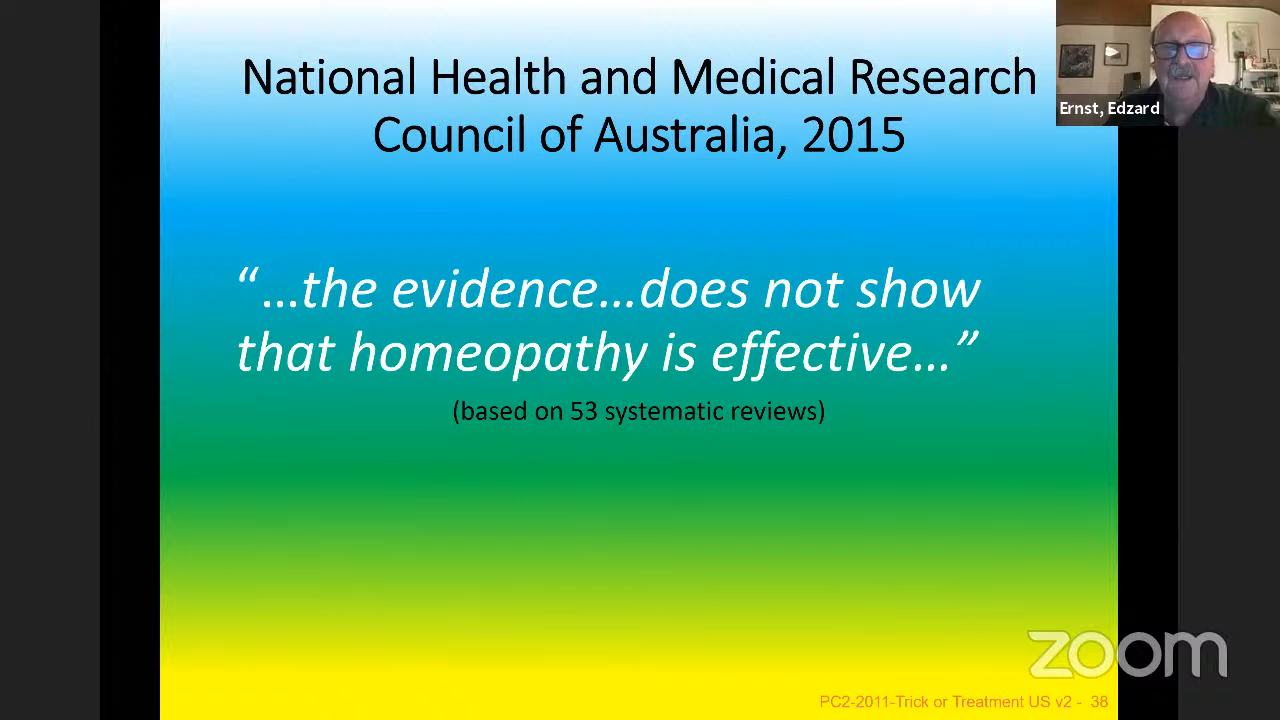 National Health and Medical Research
Council of Australia, 2015
Ernst, Edzard
“…the evidence…does not show
that homeopathy is effective…”
(based on 53 systematic reviews)
zoom
PC2-2011-Trick or Treatment US v2 - 38